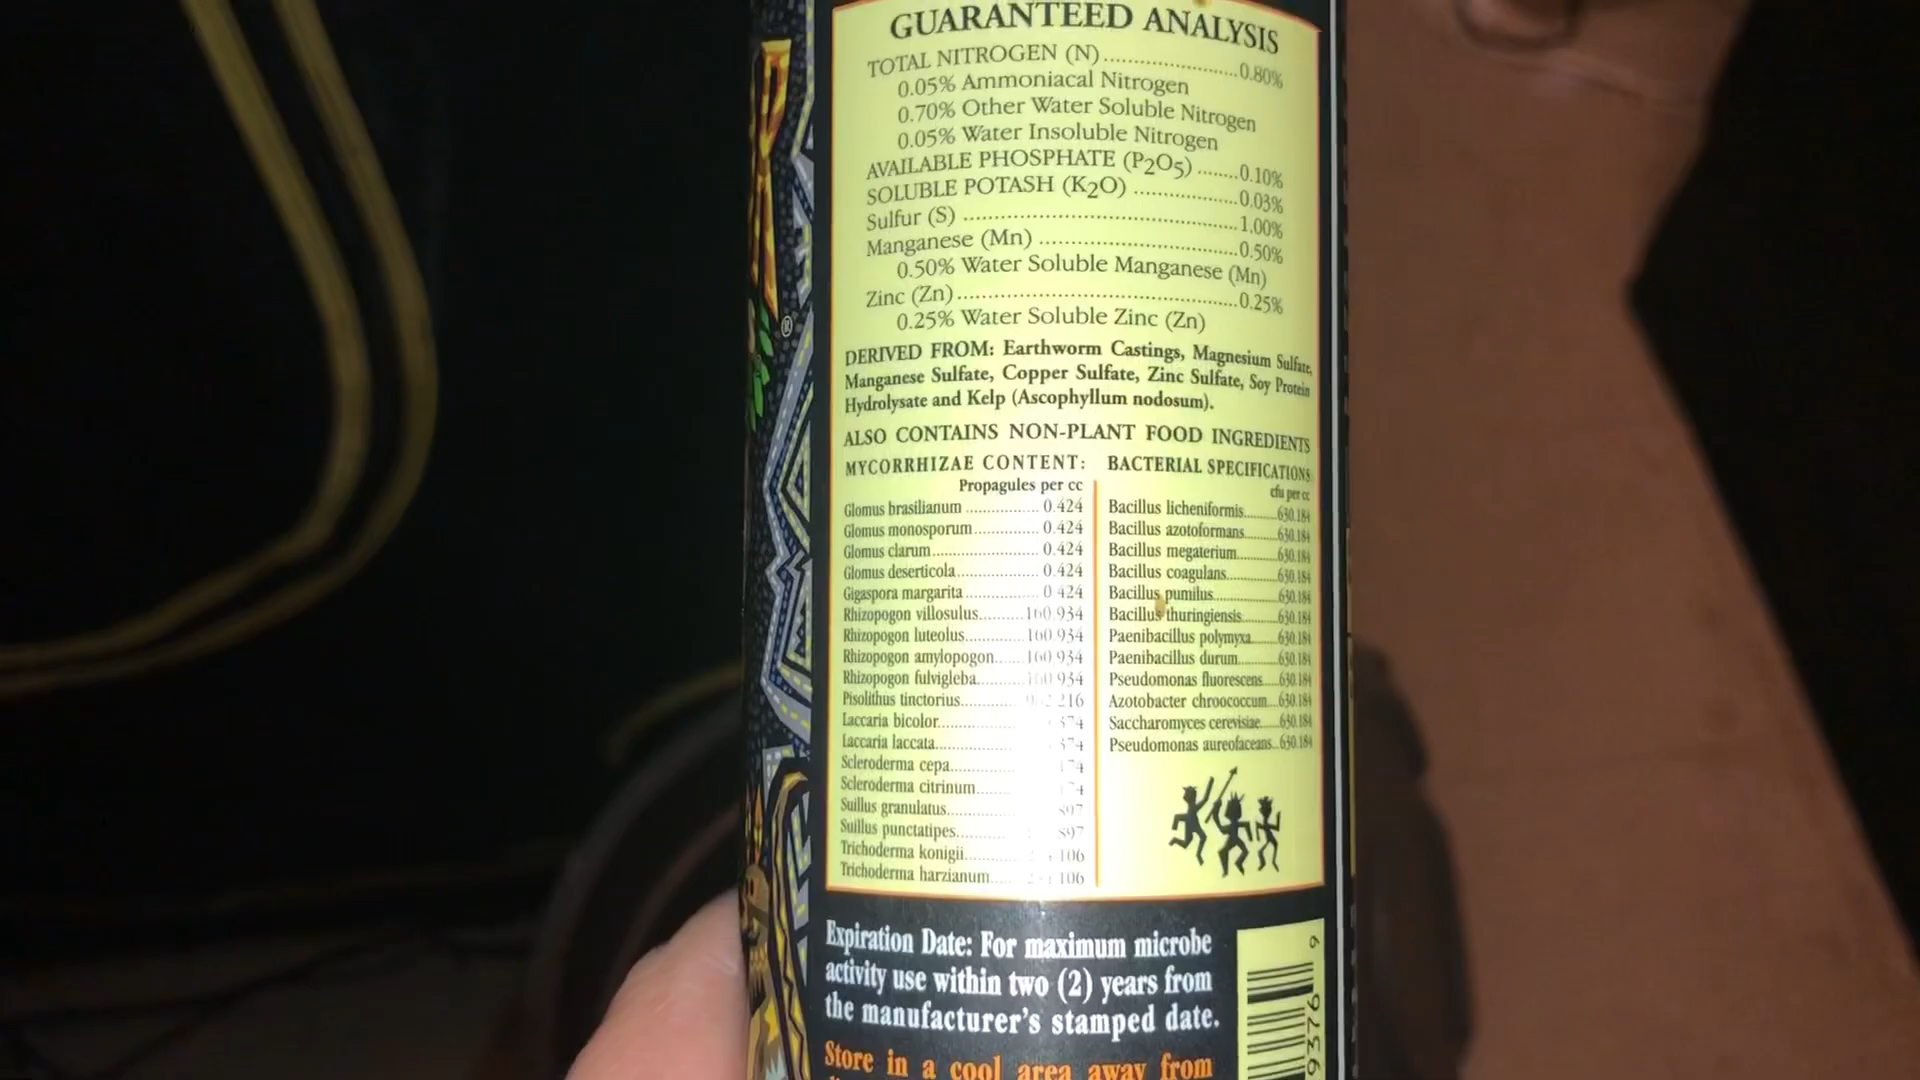 GUARANTEED ANALYSIS
TOTAL NITROGEN (N) ........................0.80%
0.05% Ammoniacal Nitrogen
0.70% Other Water Soluble Nitrogen
0.05% Water Insoluble Nitrogen
AVAILABLE PHOSPHATE (P2O5) ........0.10%
SOLUBLE POTASH (K2O) ....................0.03%
Sulfur (S) ..................................................1.00%
Manganese (Mn) ....................................0.50%
0.50% Water Soluble Manganese (Mn)
Zinc (Zn)...................................................0.25%
0.25% Water Soluble Zinc (Zn)
®
DERIVED FROM: Earthworm Castings, Magnesium Sulfate,
Manganese Sulfate, Copper Sulfate, Zinc Sulfate, Soy Protein
Hydrolysate and Kelp (Ascophyllum nodosum).
ALSO CONTAINS NON-PLANT FOOD INGREDIENTS
MYCORRHIZAE CONTENT:
Propagules per cc
Glomus brasilianum .................. 0.424
Glomus monosporum................ 0.424
Glomus clarum.......................... 0.424
Glomus deserticola.................... 0.424
Gigaspora margarita .................. 0.424
Rhizopogon villosulus..........160.934
Rhizopogon luteolus.............160.934
Rhizopogon amylopogon......160.934
Rhizopogon fulvigleba..........160.934
Pisolithus tinctorius..............
Laccaria bicolor....................
Laccaria laccata....................
Scleroderma cepa.................
Scleroderma citrinum...........
Suillus granulatus.................
Suillus punctatipes...............
Trichoderma konigii.............
Trichoderma harzianum.......
BACTERIAL SPECIFICATIONS
cfu per cc
Bacillus licheniformis...........630.184
Bacillus azotoformans...........630.184
Bacillus megaterium.............630.184
Bacillus coagulans................630.184
Bacillus pumilus...................630.184
Bacillus thuringiensis............630.184
Paenibacillus polymyxa.........630.184
Paenibacillus durum.............630.184
Pseudomonas fluorescens.....630.184
Azotobacter chroococcum....630.184
Saccharomyces cerevisiae......630.184
Pseudomonas aureofaceans...630.184
Expiration Date: For maximum microbe
activity use within two (2) years from
the manufacturer's stamped date.
Store in a cool area away from
9376 9